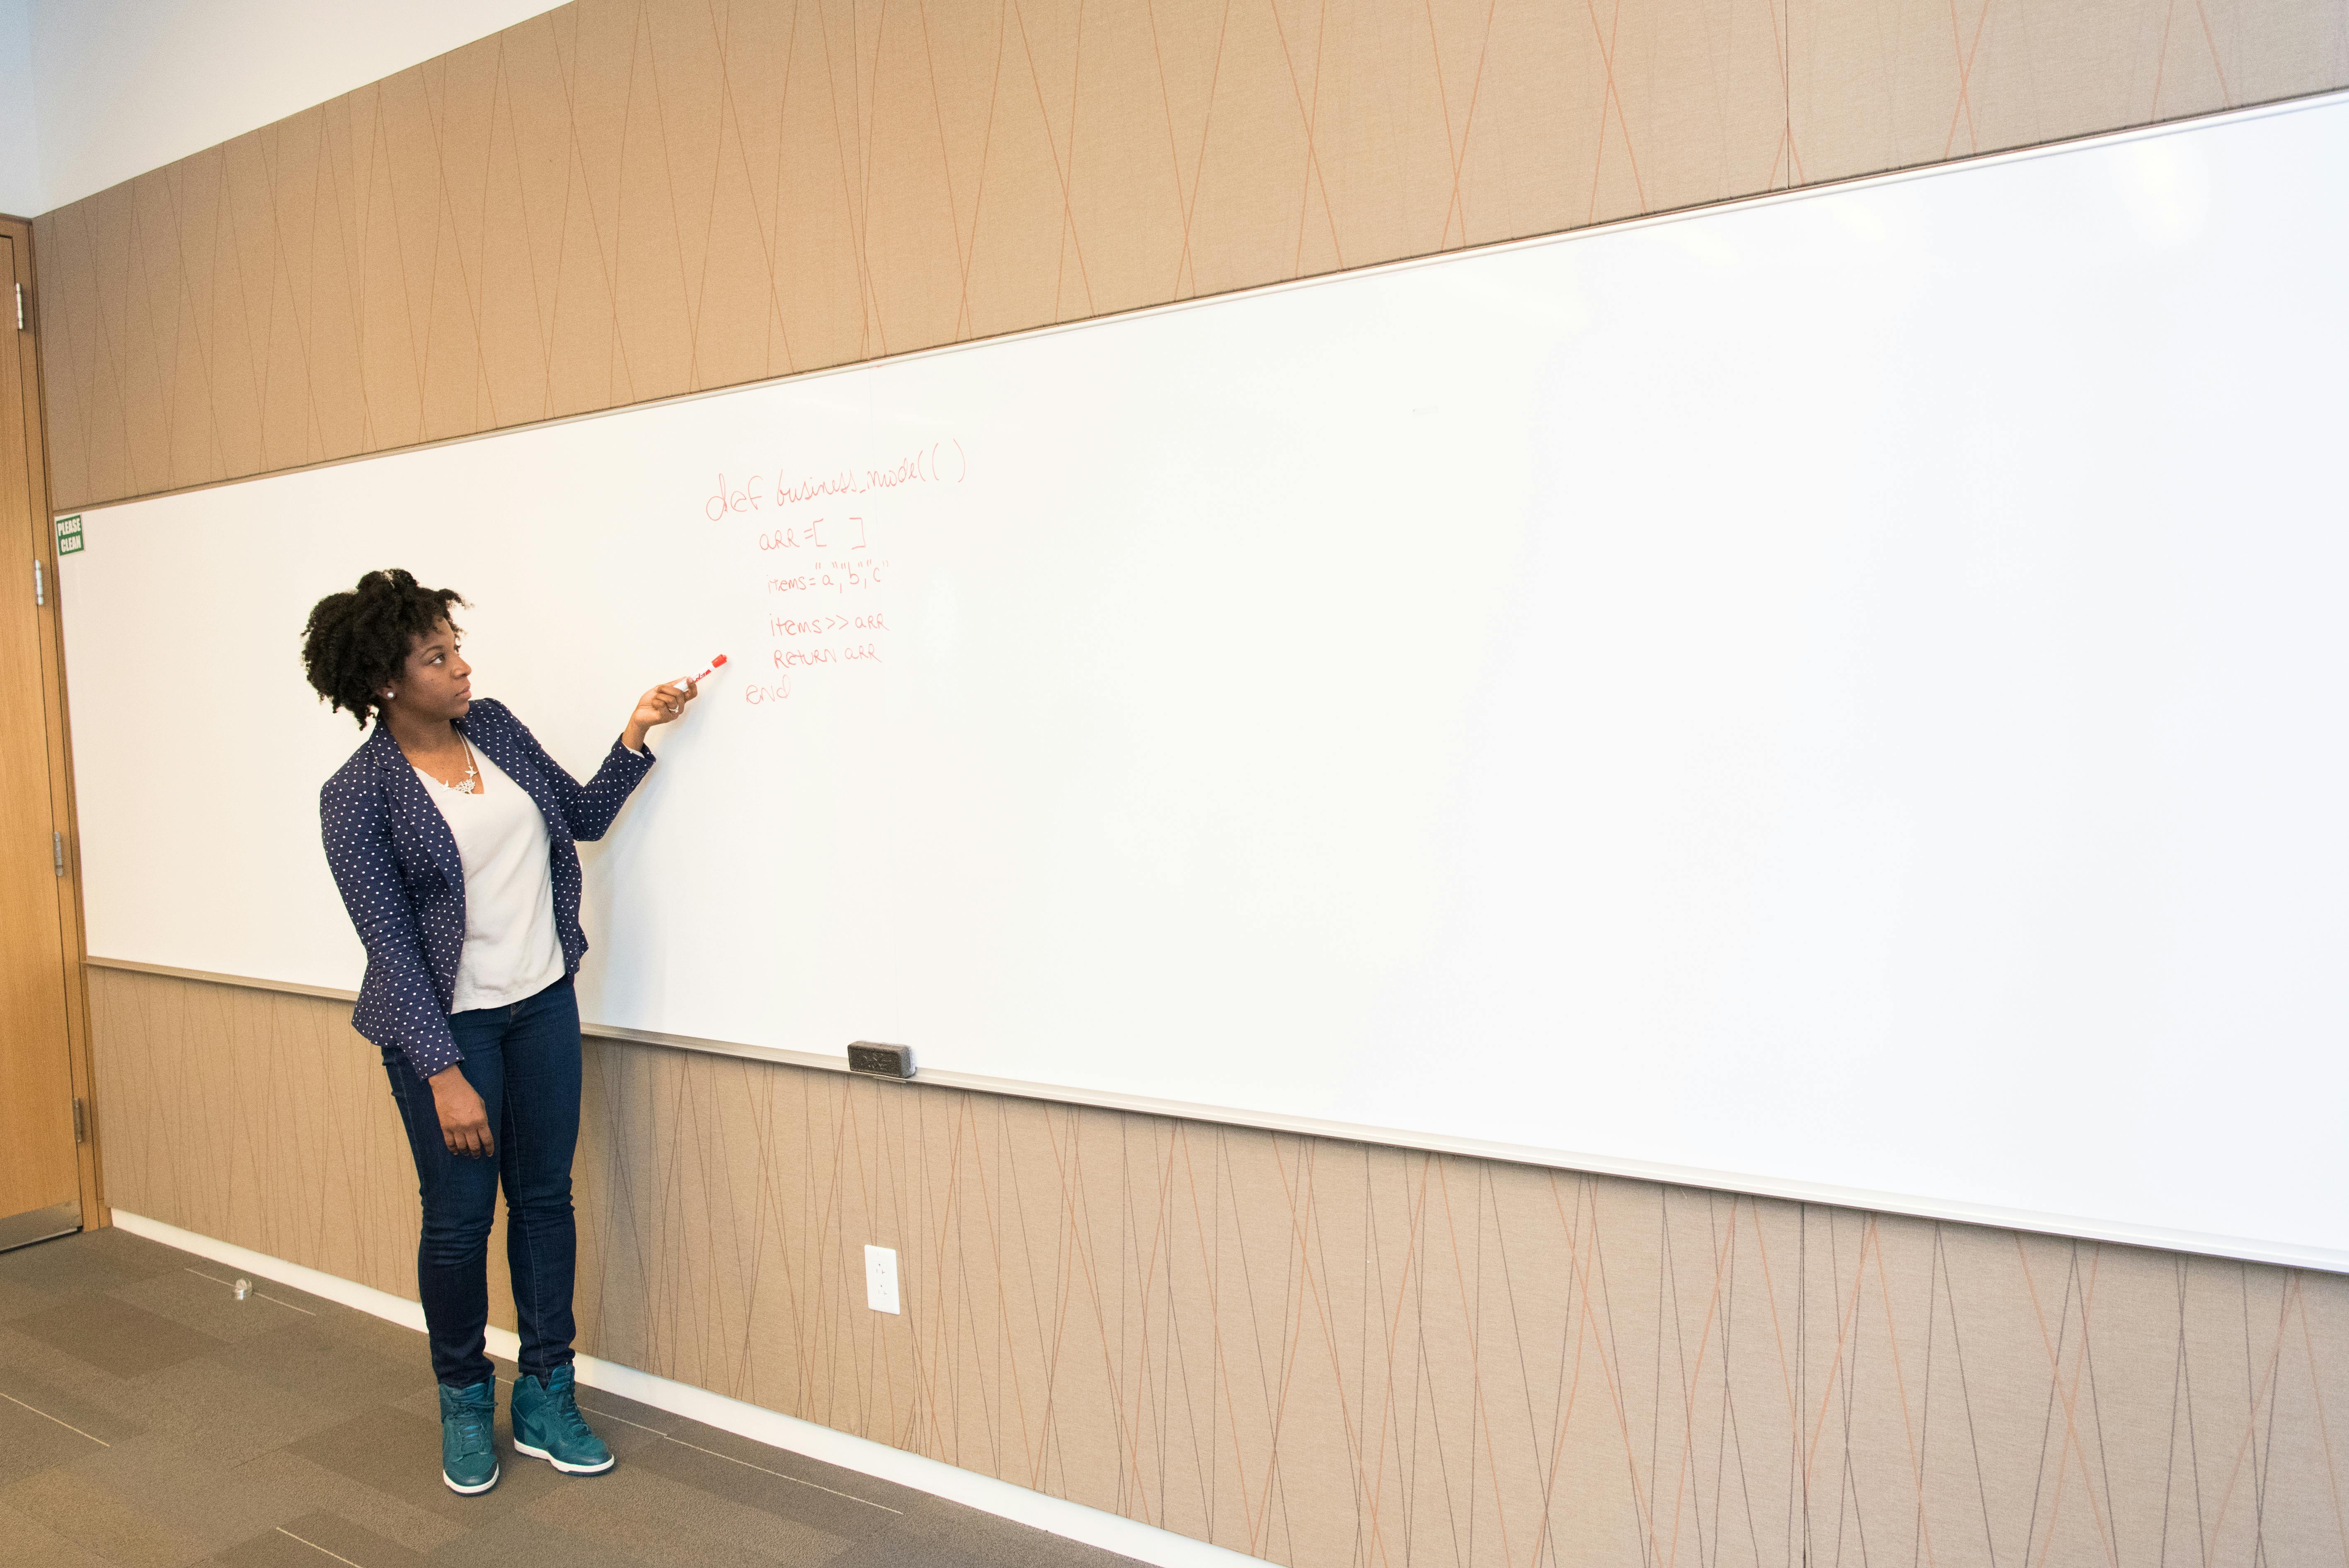 PLEASE
CLEAN
def business_model()
arr=[ ]
items="a","b","c"
items>>arr
return arr
end